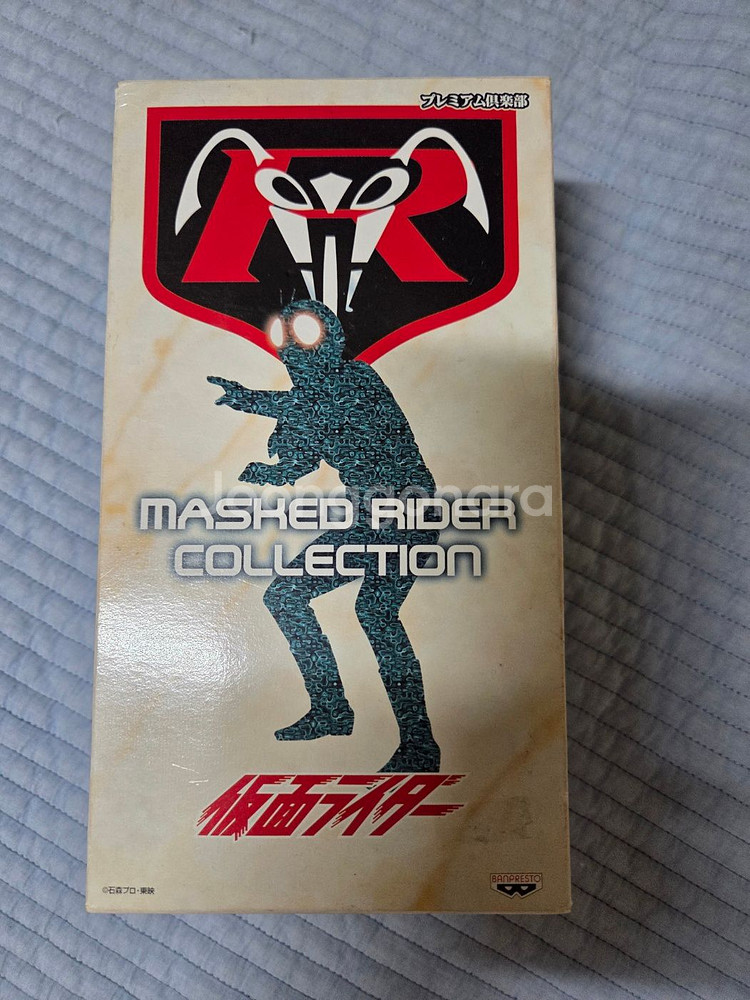 プレミアム倶楽部
MASKED RIDER
COLLECTION
仮面ライダー
©石森プロ・東映
BANPRESTO